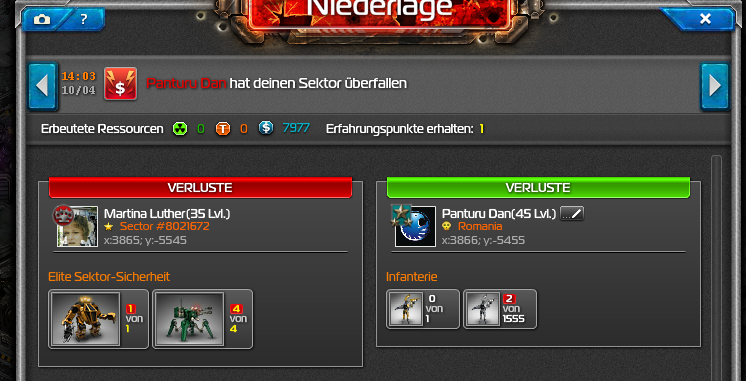 Niederlage
?
14:03
10/04
Panturu Dan hat deinen Sektor überfallen
Erbeutete Ressourcen 0 0 7977 Erfahrungspunkte erhalten: 1
VERLUSTE
Martina Luther(35 Lvl.)
Sector #8021672
x:3865; y:-5545
Elite Sektor-Sicherheit
1
von
1
4
von
4
VERLUSTE
Panturu Dan(45 Lvl.)
Romania
x:3866; y:-5455
Infanterie
0
von
1
2
von
1555